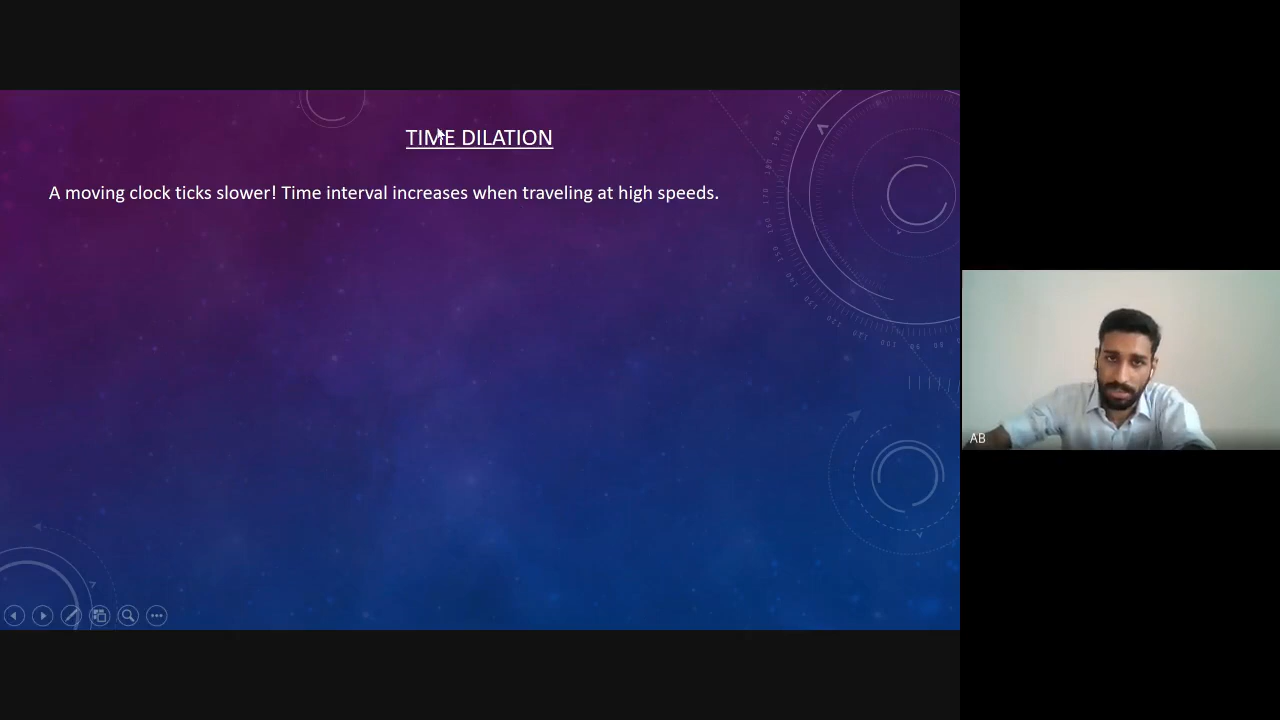 TIME DILATION
A moving clock ticks slower! Time interval increases when traveling at high speeds.
AB